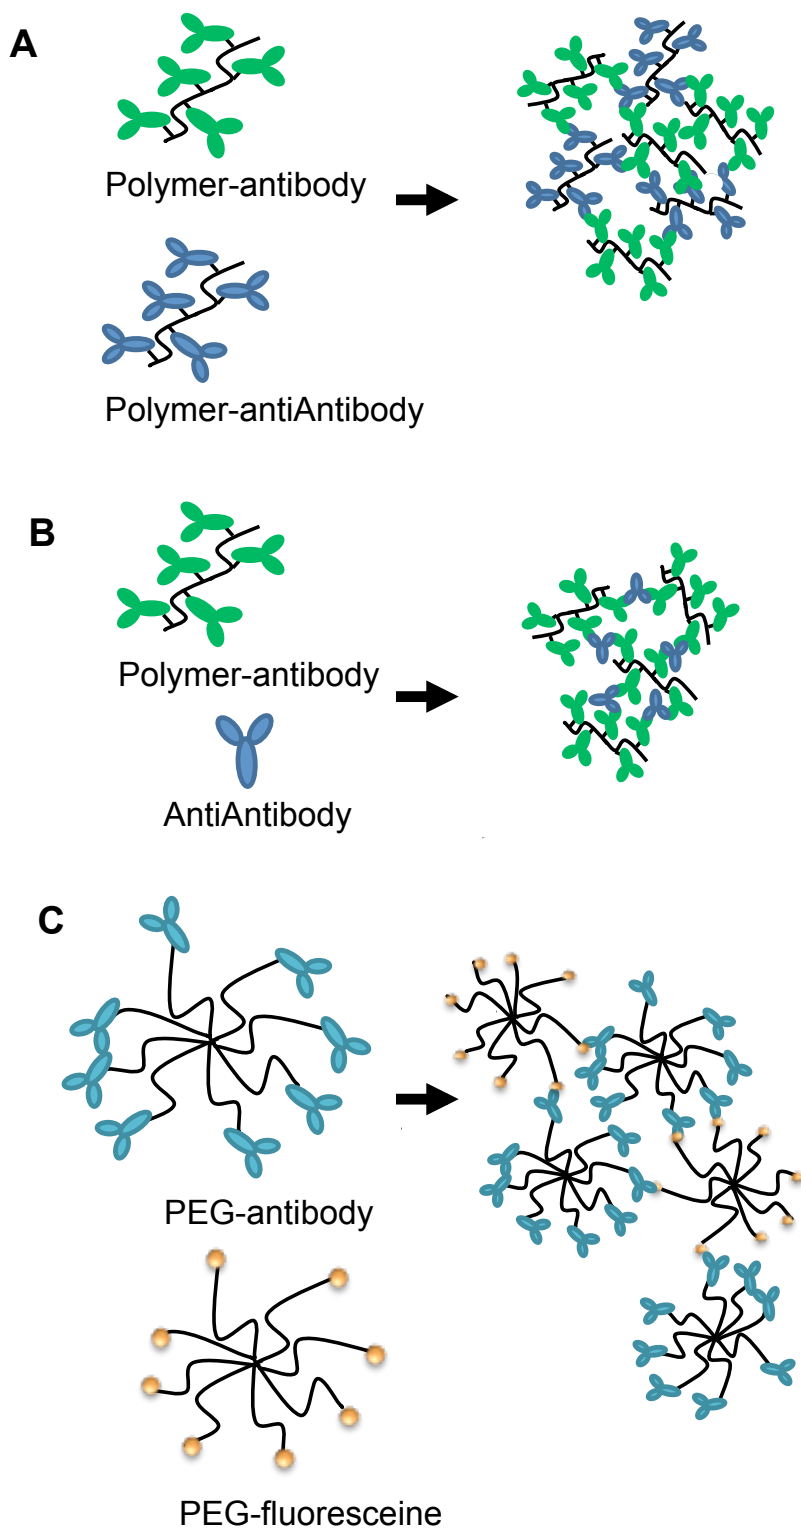 A
Polymer-antibody
Polymer-antiAntibody
B
Polymer-antibody
AntiAntibody
C
PEG-antibody
PEG-fluoresceine